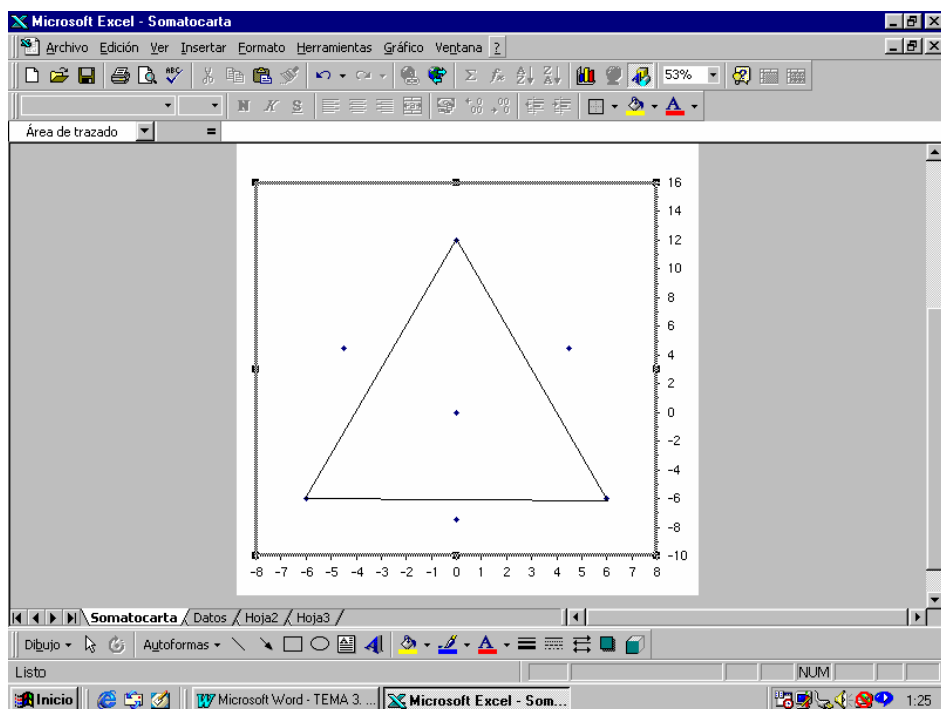 Microsoft Excel - Somatocarta
Archivo Edición Ver Insertar Formato Herramientas Gráfico Ventana ?
ABC 53%
N K S
Área de trazado =
16
14
12
10
8
6
4
2
0
-2
-4
-6
-8
-10
-8 -7 -6 -5 -4 -3 -2 -1 0 1 2 3 4 5 6 7 8
Somatocarta Datos Hoja2 Hoja3
Dibujo Autoformas
Listo NUM
Inicio Microsoft Word - TEMA 3. ... Microsoft Excel - Som... 1:25